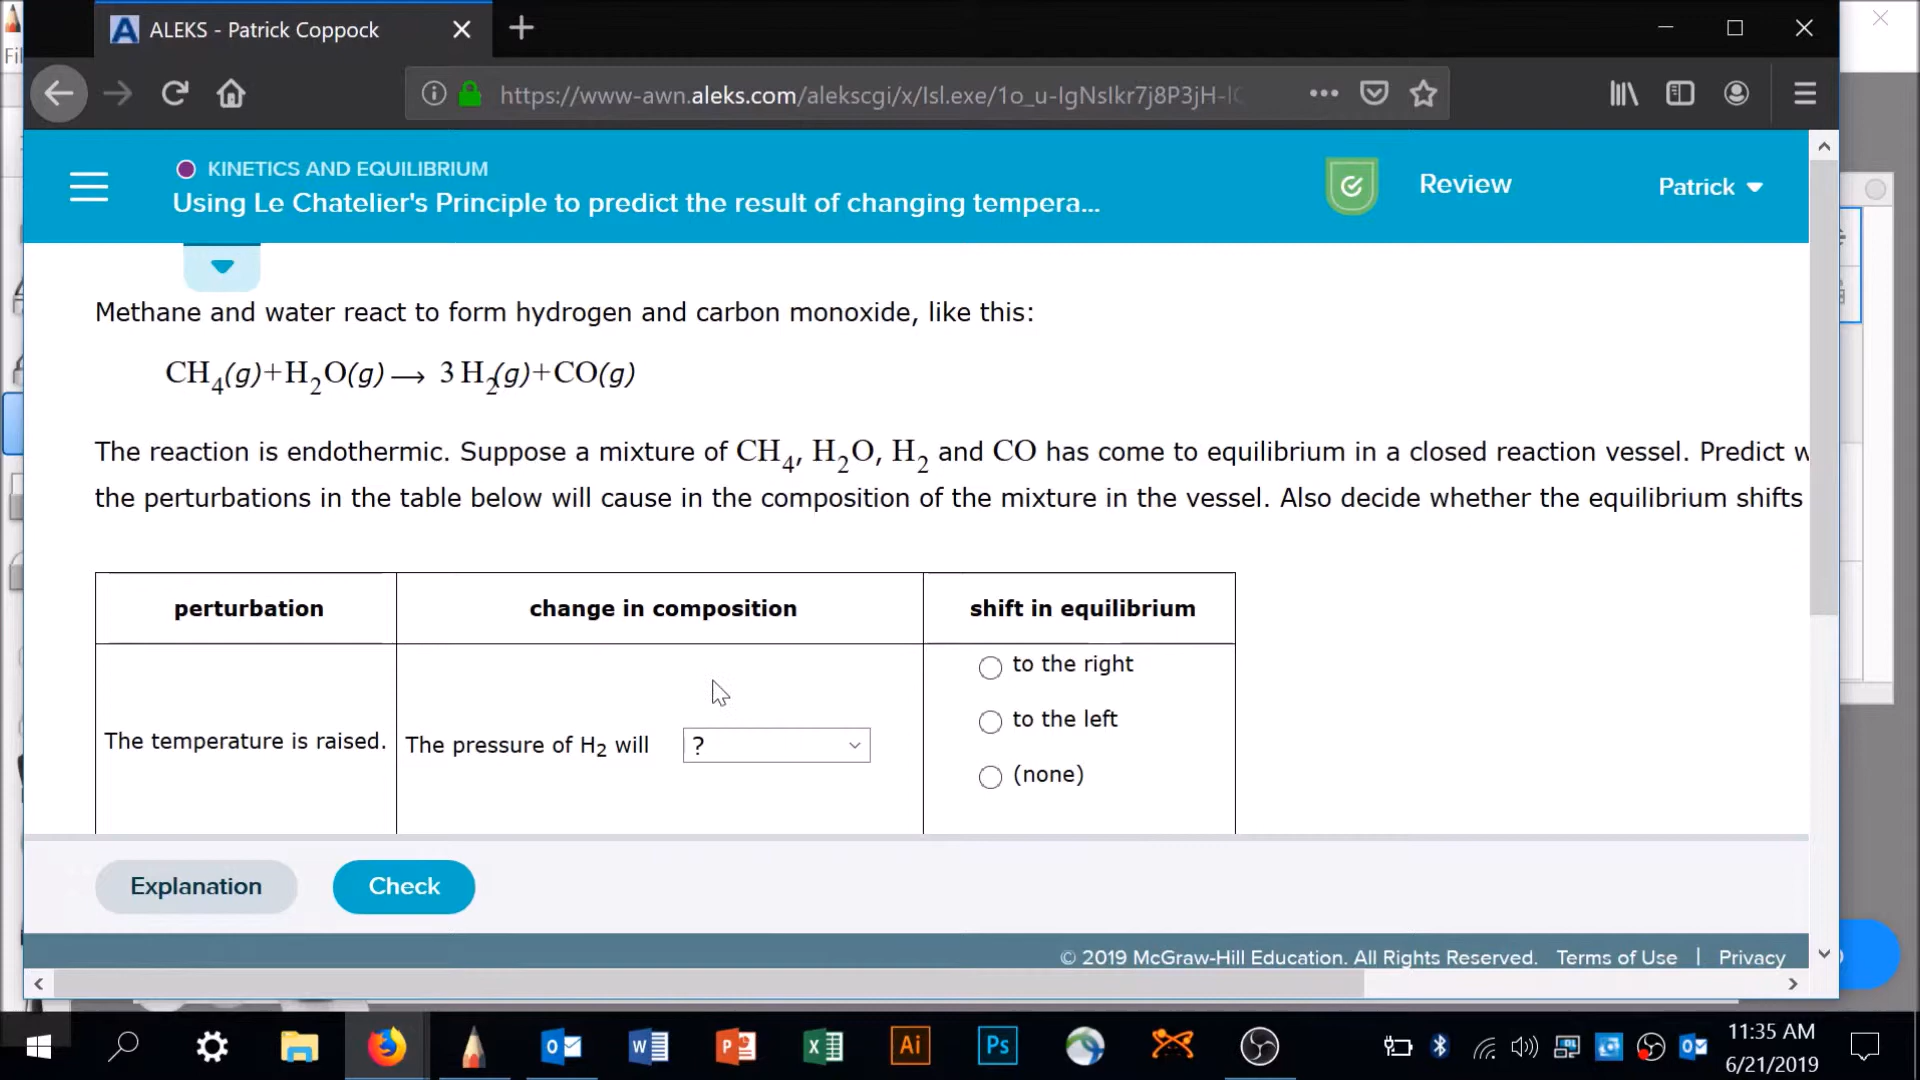 ALEKS - Patrick Coppock
Fil
https://www-awn.aleks.com/alekscgi/x/Isl.exe/1o_u-IgNsIkr7j8P3jH-
KINETICS AND EQUILIBRIUM
Using Le Chatelier's Principle to predict the result of changing tempera...
Review
Patrick
Methane and water react to form hydrogen and carbon monoxide, like this:
CH4(g)+H2O(g)→ 3 H2(g)+CO(g)
The reaction is endothermic. Suppose a mixture of CH4, H2O, H2 and CO has come to equilibrium in a closed reaction vessel. Predict w
the perturbations in the table below will cause in the composition of the mixture in the vessel. Also decide whether the equilibrium shifts
perturbation change in composition shift in equilibrium
to the right
to the left
The temperature is raised. The pressure of H2 will ?
(none)
Explanation Check
© 2019 McGraw-Hill Education. All Rights Reserved. Terms of Use | Privacy
11:35 AM
6/21/2019